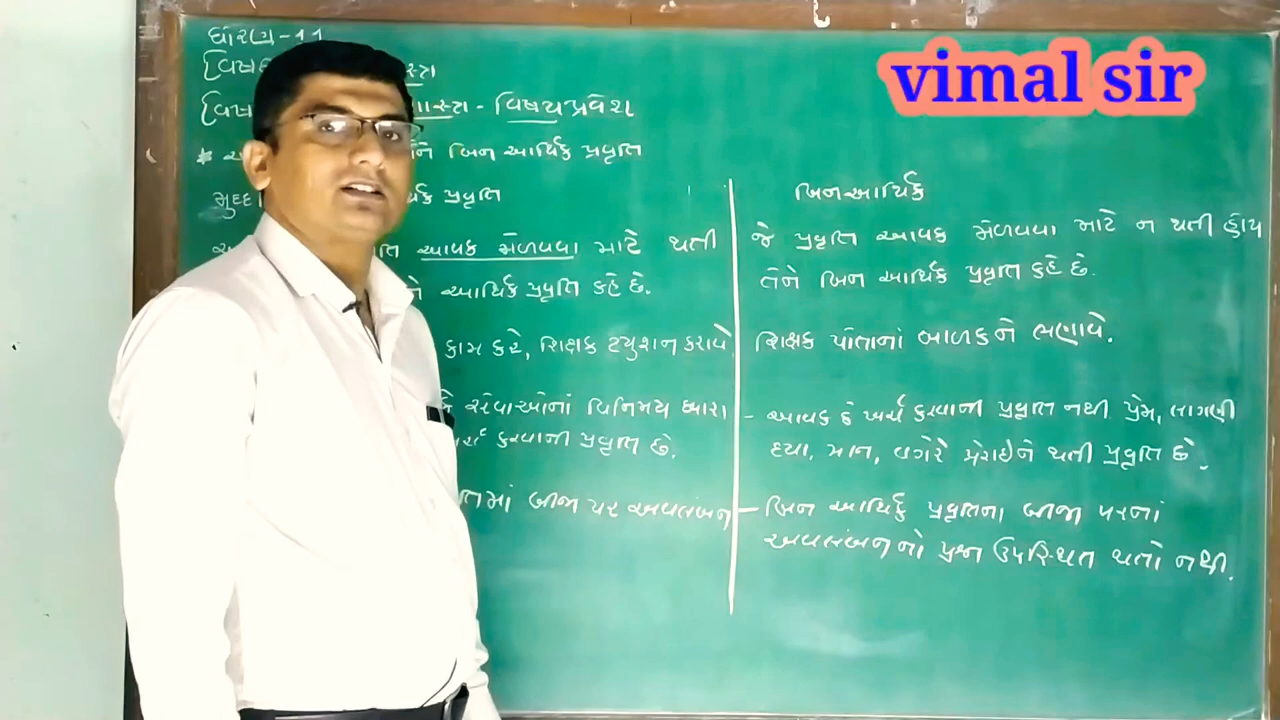 vimal sir
ધોરણ-૧૧
સ્ત્ર
શાસ્ત્ર - વિષયપ્રવેશ
* બિન આર્થિક પ્રવૃતિ
પ્રવૃતિ
બિનઆર્થિક
આવક મેળવવા માટે થતી
આર્થિક પ્રવૃતિ કહે છે.
જે પ્રવૃતિ આવક મેળવવા માટે ન થતી હોય
તેને બિન આર્થિક પ્રવૃતિ કહે છે.
કામ કરે, શિક્ષક ટ્યુશન કરાવે
શિક્ષક પોતાનાં બાળકને ભણાવે.
સેવાઓનાં વિનિમય ધ્વારા
કરવાની પ્રવૃતિ છે.
- આવક કે ખર્ચ કરવાની પ્રવૃતિ નથી પ્રેમ, લાગણી
દયા, માન, વગેરે પ્રેરાઈને થતી પ્રવૃતિ છે.
બીજા પર અવલંબન
- બિન આર્થિક પ્રવૃતિના બીજા પરનાં
અવલંબનનો પ્રશ્ન ઉપસ્થિત થતો નથી.